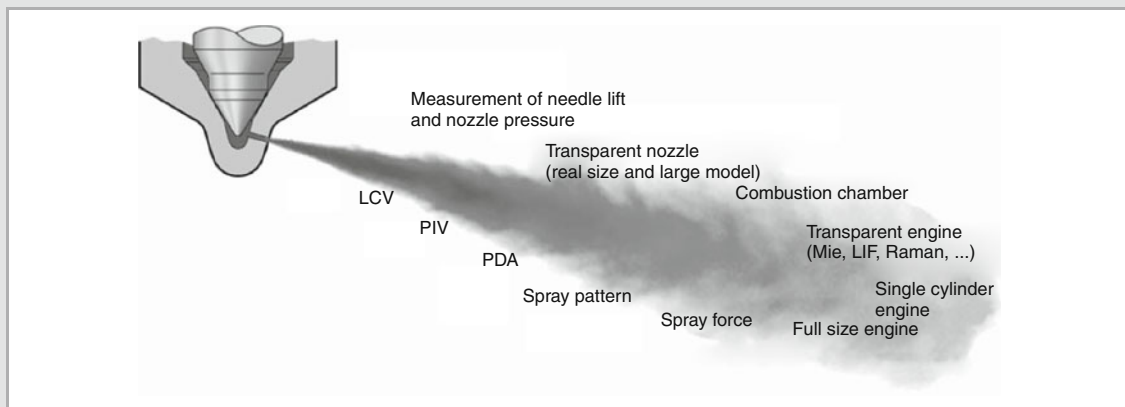 Measurement of needle lift
and nozzle pressure
Transparent nozzle
(real size and large model)
Combustion chamber
LCV
PIV
Transparent engine
(Mie, LIF, Raman, ...)
PDA
Spray pattern
Single cylinder
engine
Spray force
Full size engine